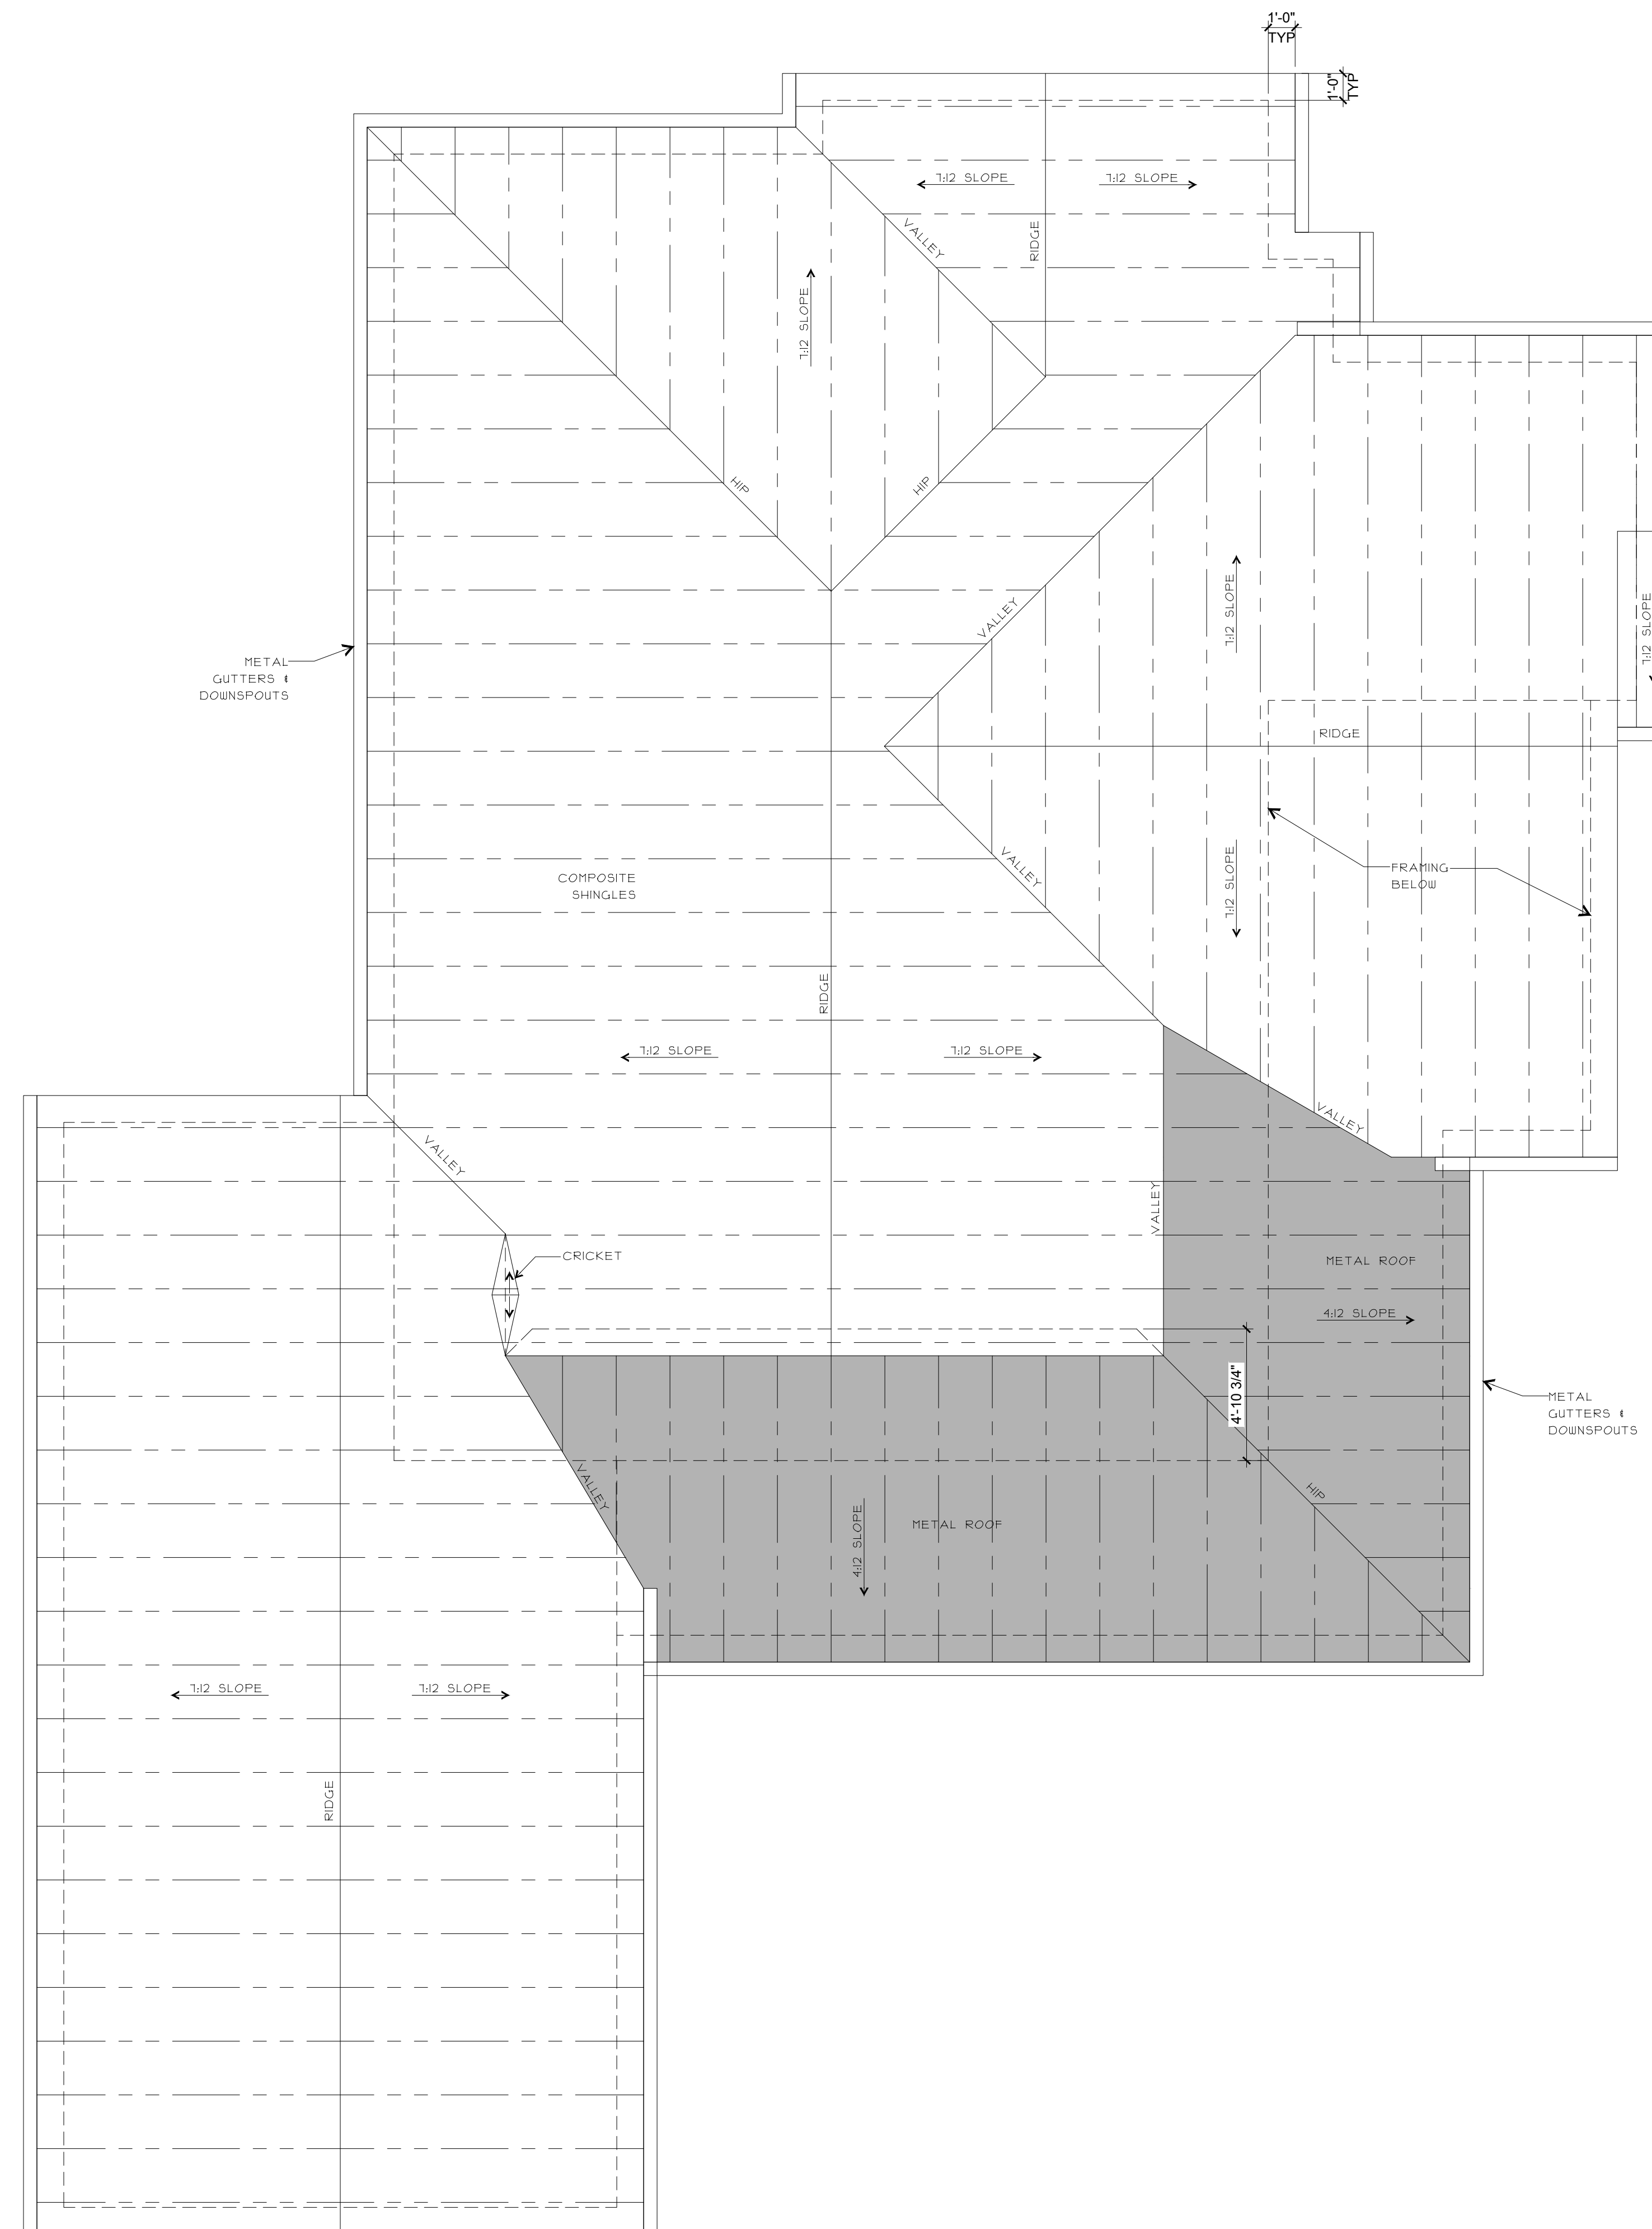 1'-0"
TYP
1'-0"
TYP
7:12 SLOPE
7:12 SLOPE
VALLEY
RIDGE
7:12 SLOPE
HIP
HIP
VALLEY
7:12 SLOPE
7:12 SLOPE
METAL
GUTTERS &
DOWNSPOUTS
RIDGE
VALLEY
7:12 SLOPE
FRAMING
BELOW
COMPOSITE
SHINGLES
RIDGE
7:12 SLOPE
7:12 SLOPE
VALLEY
VALLEY
VALLEY
CRICKET
METAL ROOF
4:12 SLOPE
4'-10 3/4"
METAL
GUTTERS &
DOWNSPOUTS
VALLEY
HIP
METAL ROOF
4:12 SLOPE
7:12 SLOPE
7:12 SLOPE
RIDGE